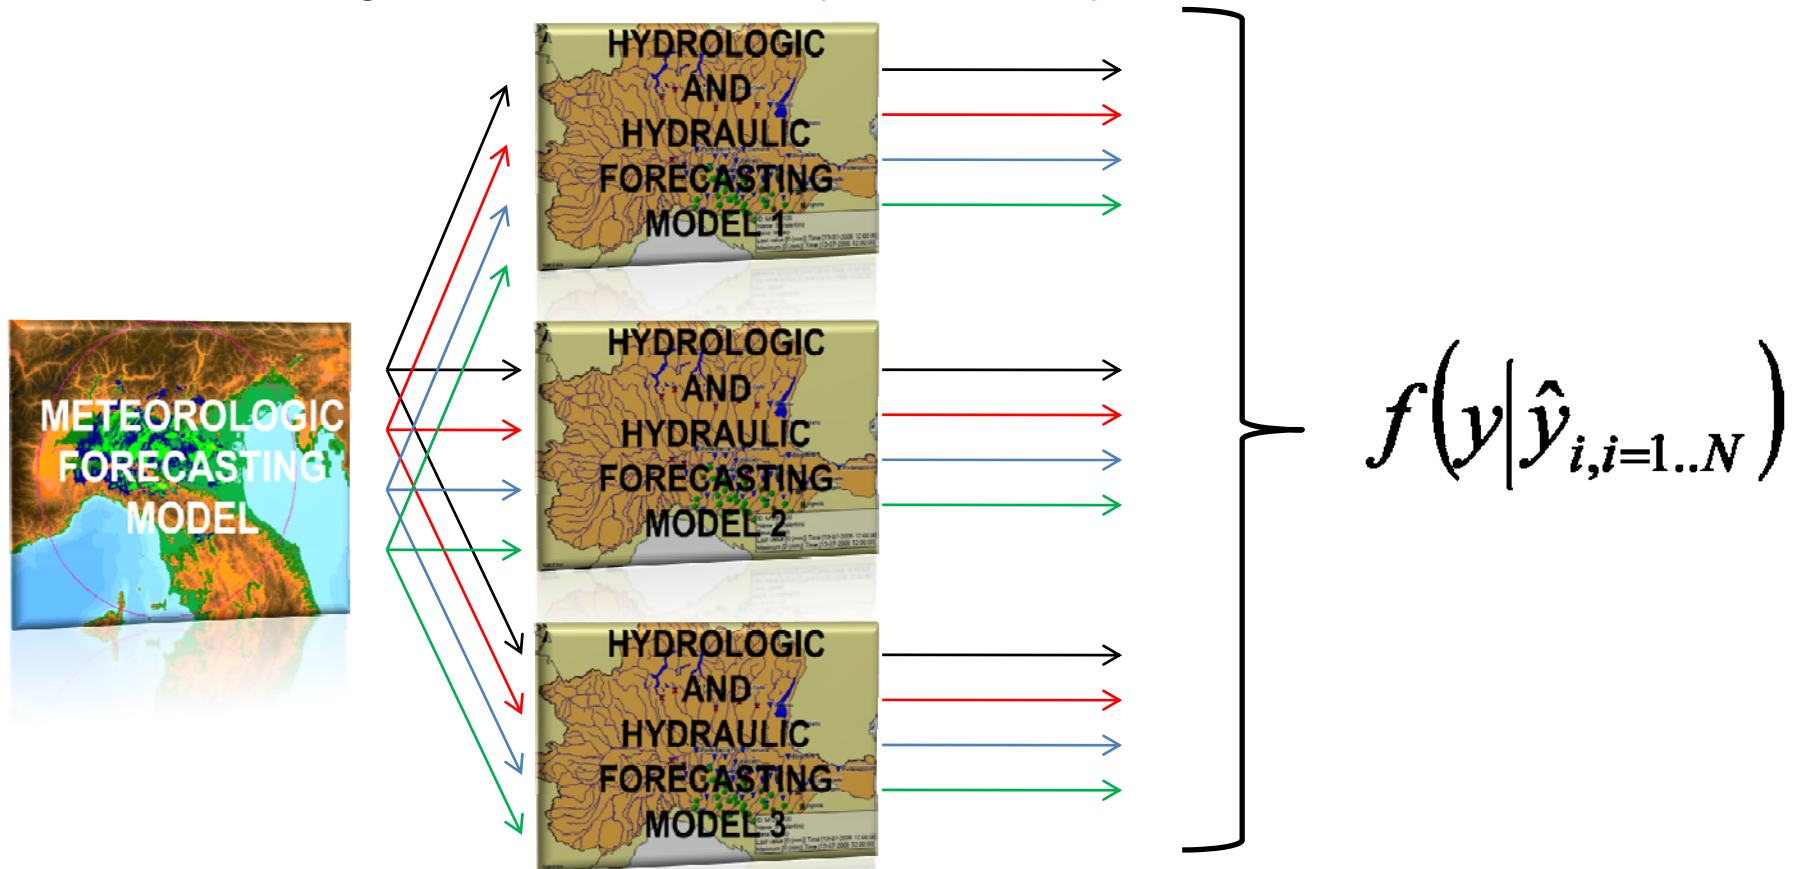 METEOROLOGIC
FORECASTING
MODEL
HYDROLOGIC
AND
HYDRAULIC
FORECASTING
MODEL 1
HYDROLOGIC
AND
HYDRAULIC
FORECASTING
MODEL 2
HYDROLOGIC
AND
HYDRAULIC
FORECASTING
MODEL 3
f(y|ŷ_{i,i=1..N})